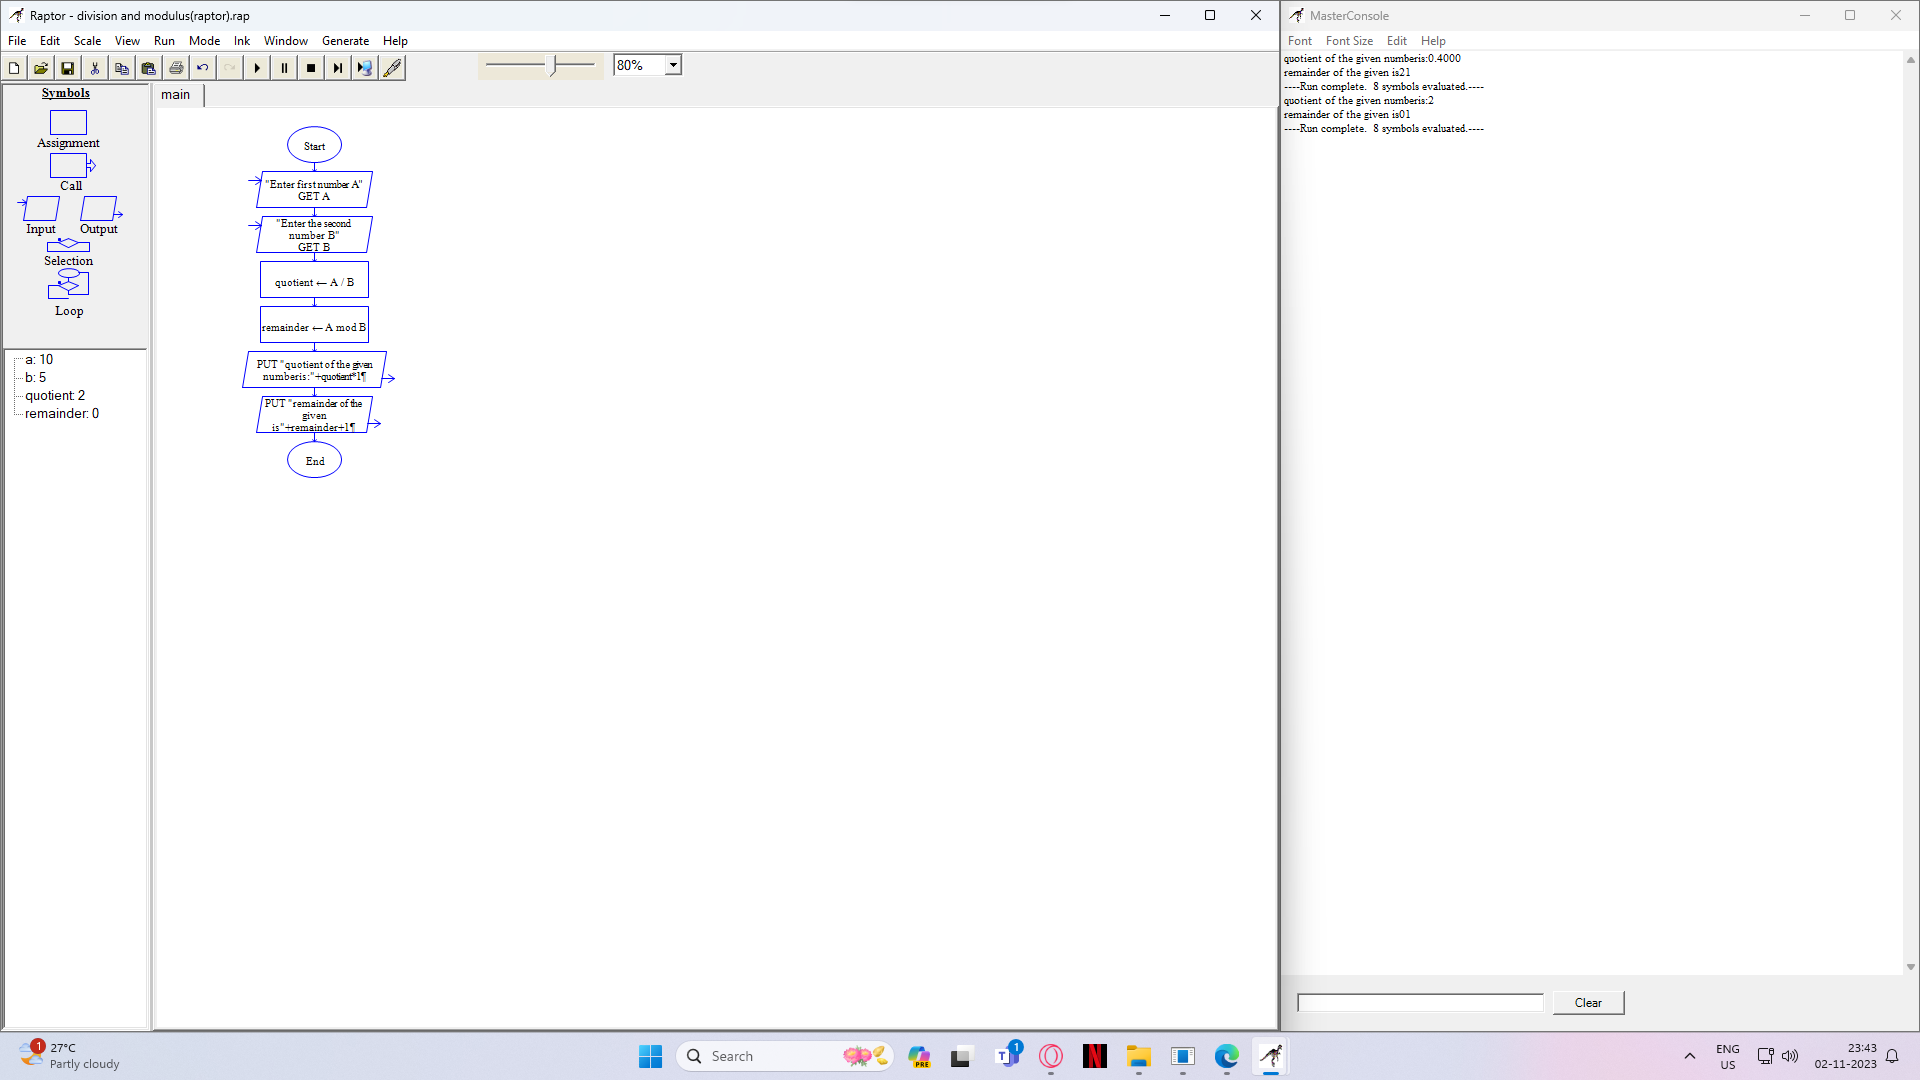 Raptor - division and modulus(raptor).rap
File Edit Scale View Run Mode Ink Window Generate Help
80%
Symbols
Assignment
Call
Input Output
Selection
Loop
a: 10
b: 5
quotient: 2
remainder: 0
main
Start
"Enter first number A"
GET A
"Enter the second
number B"
GET B
quotient ← A / B
remainder ← A mod B
PUT "quotient of the given
numberis:"+quotient*1¶
PUT "remainder of the
given
is"+remainder+1¶
End
MasterConsole
Font Font Size Edit Help
quotient of the given numberis:0.4000
remainder of the given is21
----Run complete.  8 symbols evaluated.----
quotient of the given numberis:2
remainder of the given is01
----Run complete.  8 symbols evaluated.----
Clear
1
27°C
Partly cloudy
Search
PRE
T
1
N
ENG
US
23:43
02-11-2023